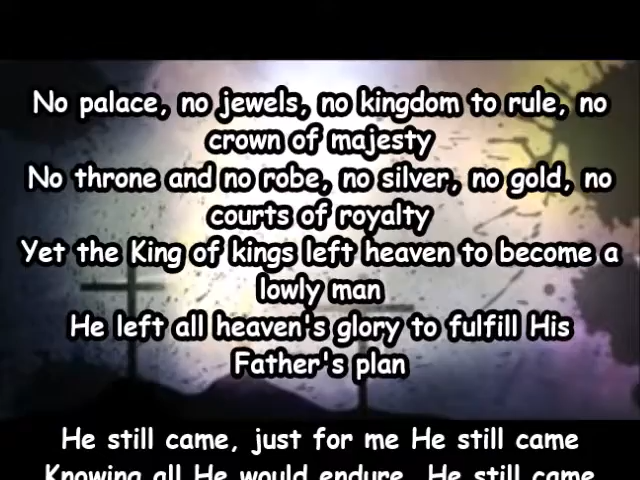 No palace, no jewels, no kingdom to rule, no
crown of majesty
No throne and no robe, no silver, no gold, no
courts of royalty
Yet the King of kings left heaven to become a
lowly man
He left all heaven's glory to fulfill His
Father's plan
He still came, just for me He still came
Knowing all He would endure, He still came